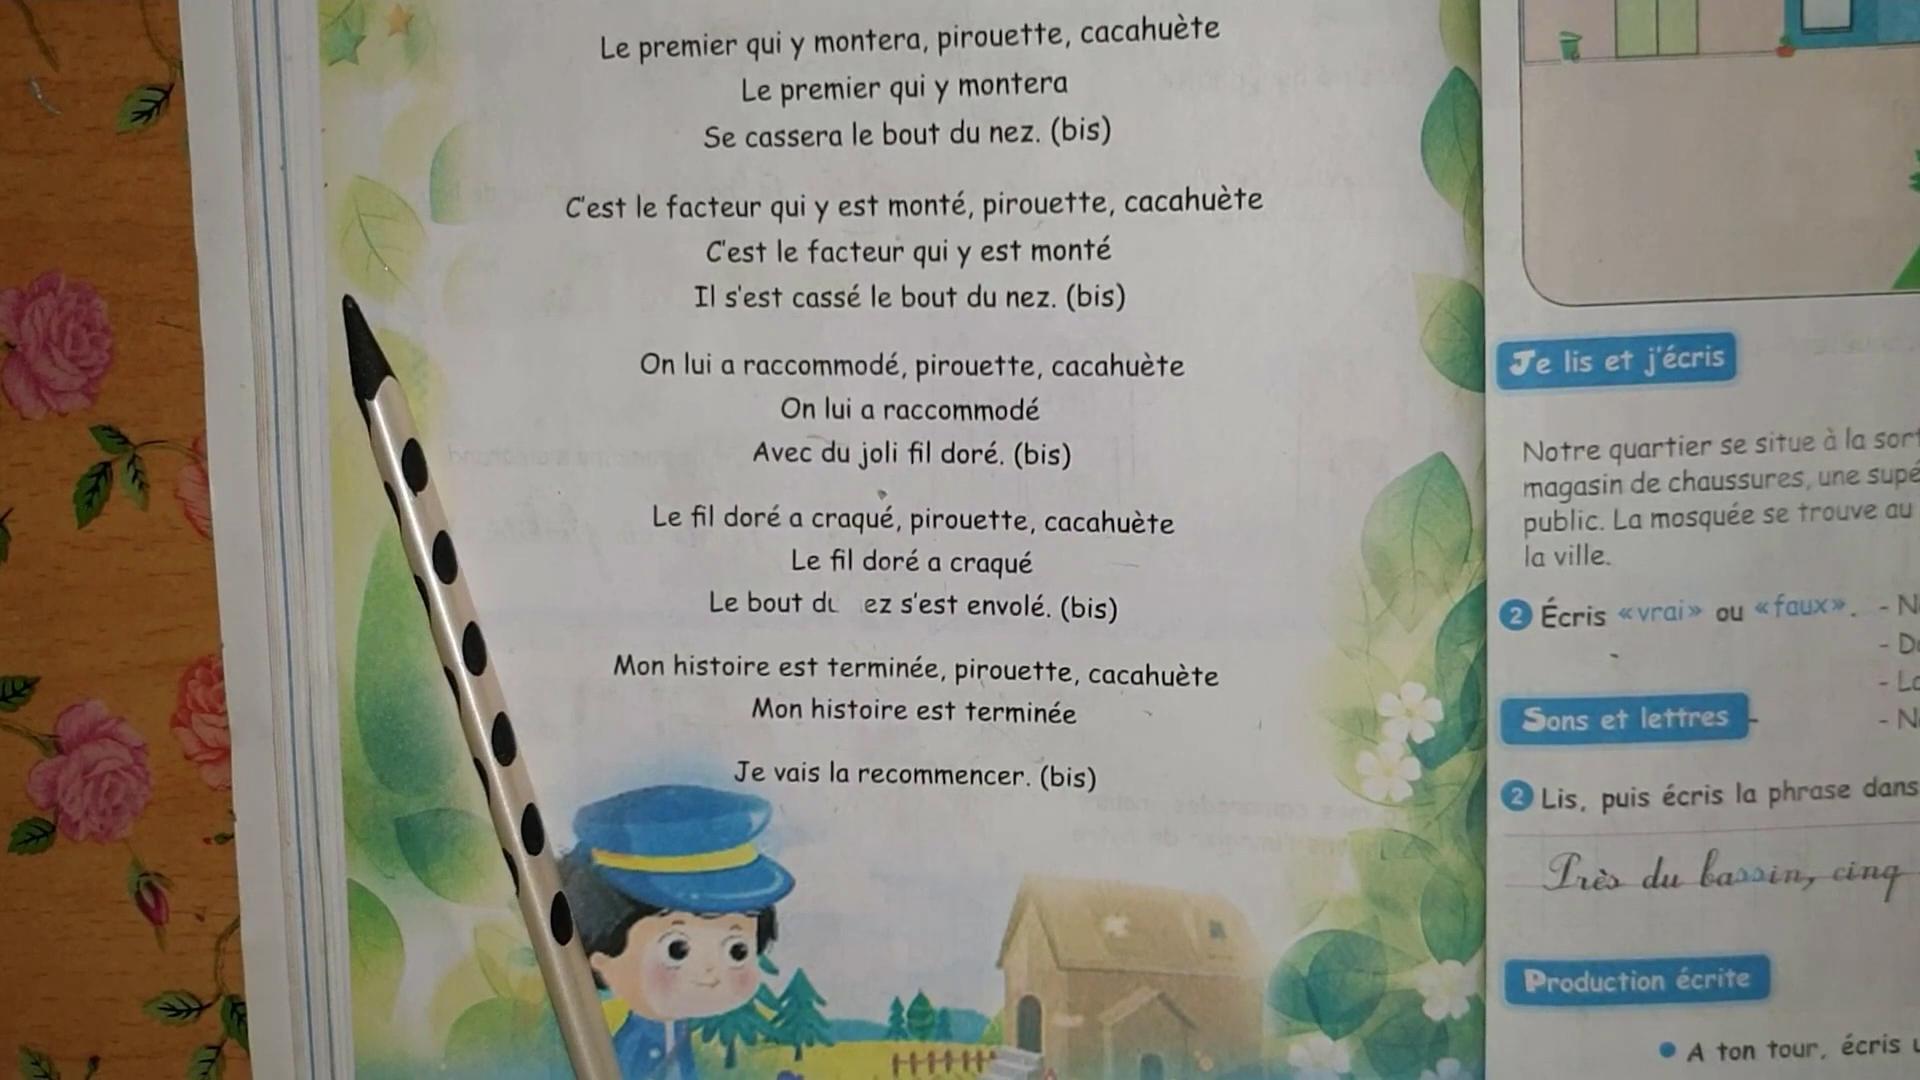 Le premier qui y montera, pirouette, cacahuète
Le premier qui y montera
Se cassera le bout du nez. (bis)
C'est le facteur qui y est monté, pirouette, cacahuète
C'est le facteur qui y est monté
Il s'est cassé le bout du nez. (bis)
On lui a raccommodé, pirouette, cacahuète
On lui a raccommodé
Avec du joli fil doré. (bis)
Le fil doré a craqué, pirouette, cacahuète
Le fil doré a craqué
Le bout du ez s'est envolé. (bis)
Mon histoire est terminée, pirouette, cacahuète
Mon histoire est terminée
Je vais la recommencer. (bis)
Je lis et j'écris
Notre quartier se situe à la
magasin de chaussures, une
public. La mosquée se trouve au
la ville.
2 Écris «vrai» ou «faux».
Sons et lettres
2 Lis, puis écris la phrase dans
Près du bassin, cinq
Production écrite
• A ton tour, écris